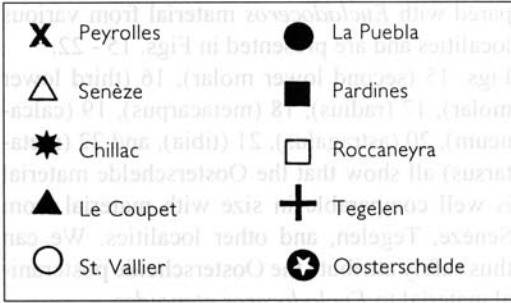 Peyrolles
La Puebla
Senèze
Pardines
Chillac
Roccaneyra
Le Coupet
Tegelen
St. Vallier
Oosterschelde